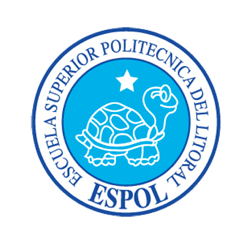 ESCUELA SUPERIOR POLITECNICA DEL LITORAL
ESPOL